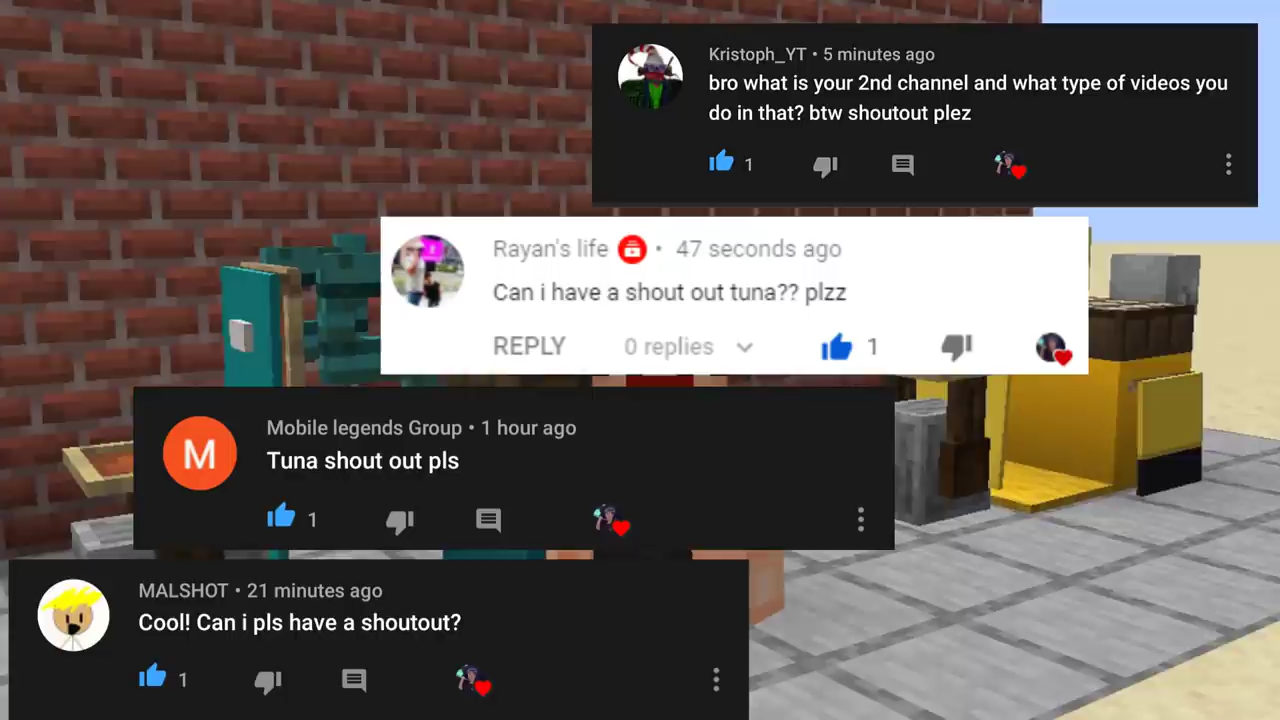 Kristoph_YT • 5 minutes ago
bro what is your 2nd channel and what type of videos you
do in that? btw shoutout plez
1
Rayan's life • 47 seconds ago
Can i have a shout out tuna?? plzz
REPLY 0 replies 1
Mobile legends Group • 1 hour ago
M
Tuna shout out pls
1
MALSHOT • 21 minutes ago
Cool! Can i pls have a shoutout?
1